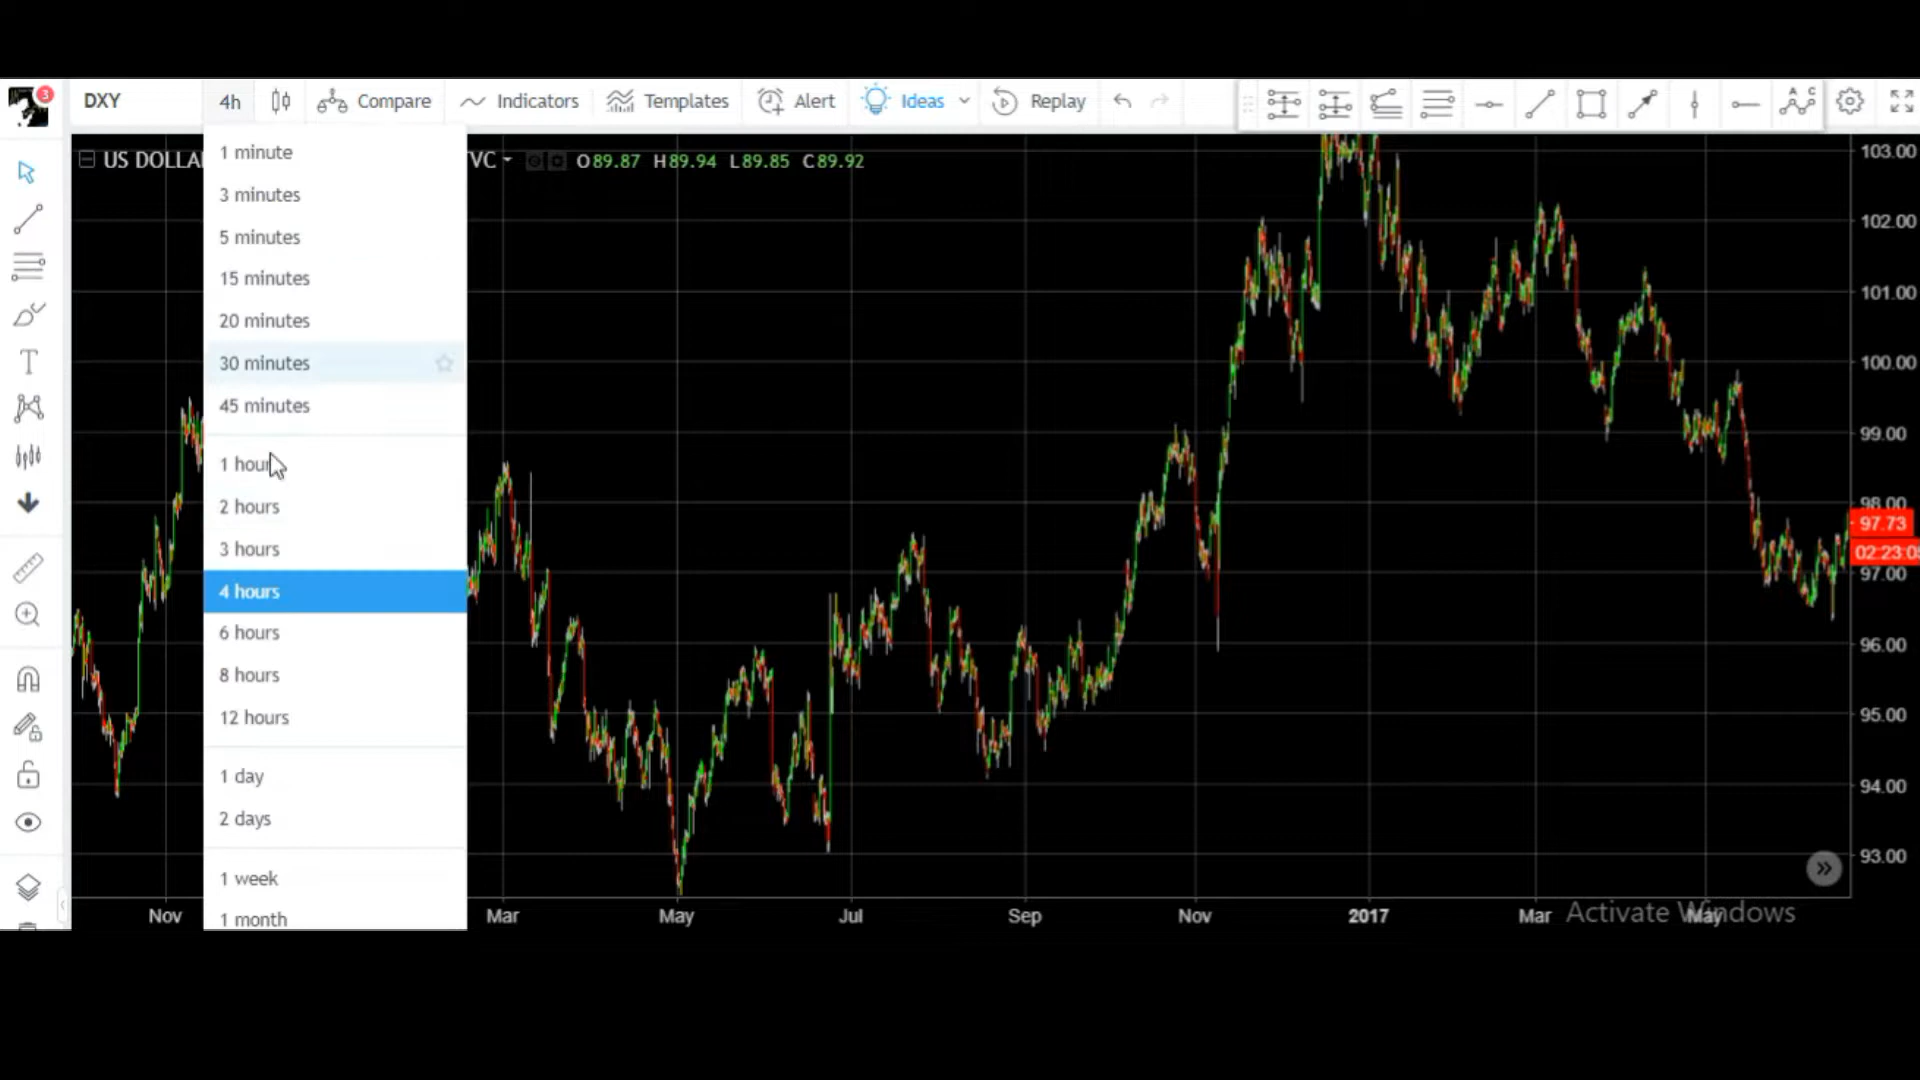 3
DXY
4h
Compare
Indicators
Templates
Alert
Ideas
Replay
US DOLLA
VC
O89.87 H89.94 L89.85 C89.92
1 minute
3 minutes
5 minutes
15 minutes
20 minutes
30 minutes
45 minutes
1 hour
2 hours
3 hours
4 hours
6 hours
8 hours
12 hours
1 day
2 days
1 week
1 month
103.00
102.00
101.00
100.00
99.00
98.00
97.73
02:23:0
97.00
96.00
95.00
94.00
93.00
Nov
Mar
May
Jul
Sep
Nov
2017
Mar
May
Activate Windows